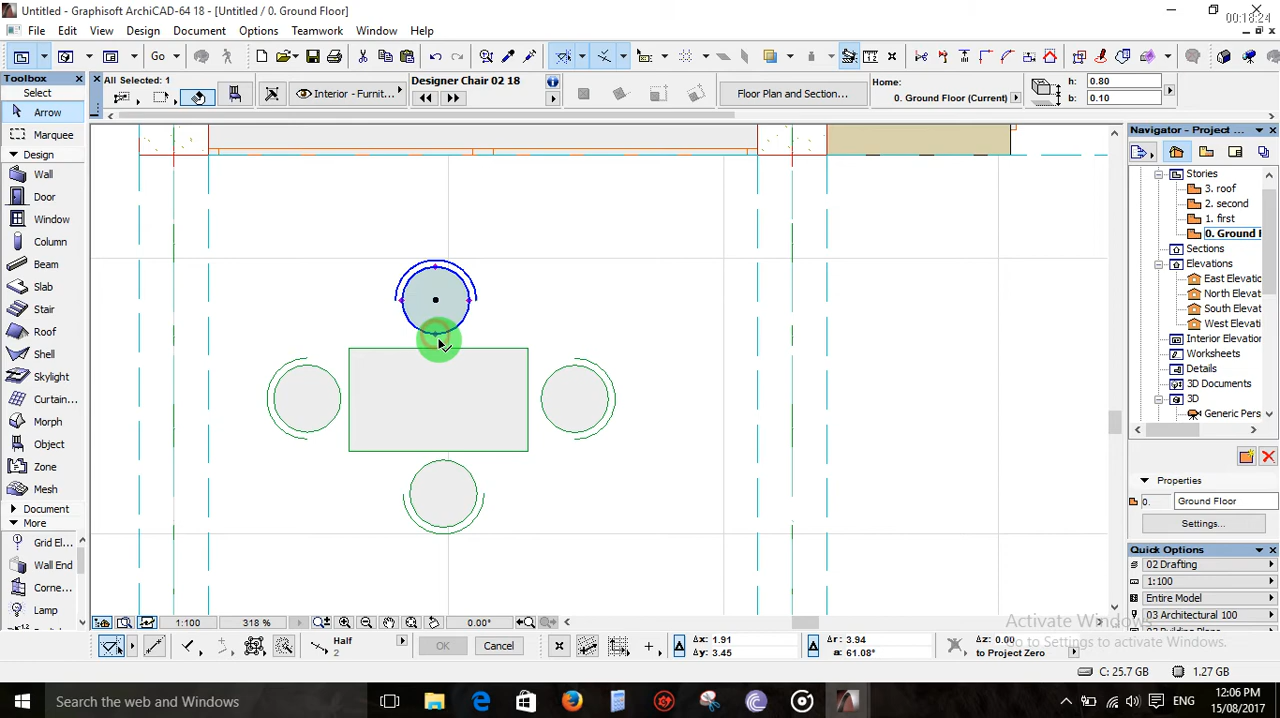 Untitled - Graphisoft ArchiCAD-64 18 - [Untitled / 0. Ground Floor]
00:18:24
File Edit View Design Options Teamwork Document Window Help
Go
Toolbox
Select
Arrow
Marquee
Design
Wall
Door
Window
Column
Beam
Slab
Stair
Roof
Shell
Skylight
Curtain...
Morph
Object
Zone
Mesh
Document
More
Grid El...
Wall End
Corne...
Lamp
All Selected: 1
Interior - Furnit...
Designer Chair 02 18
Floor Plan and Section...
Home:
0. Ground Floor (Current)
h: 0.80
b: 0.10
Navigator - Project ...
Stories
3. roof
2. second
1. first
0. Ground F
Sections
Elevations
East Elevatio
North Elevat
South Elevat
West Elevati
Interior Elevation
Worksheets
Details
3D Documents
3D
Generic Pers
Properties
0. Ground Floor
Settings...
Quick Options
02 Drafting
1:100
Entire Model
03 Architectural 100
1:100 318 % 0.00°
Half
2
OK Cancel
Δx: 1.91
Δy: 3.45
Δr: 3.94
a: 61.08°
Δz: 0.00
to Project Zero
Activate Windows
Go to Settings to activate Windows.
C: 25.7 GB 1.27 GB
Search the web and Windows
ENG
12:06 PM
15/08/2017